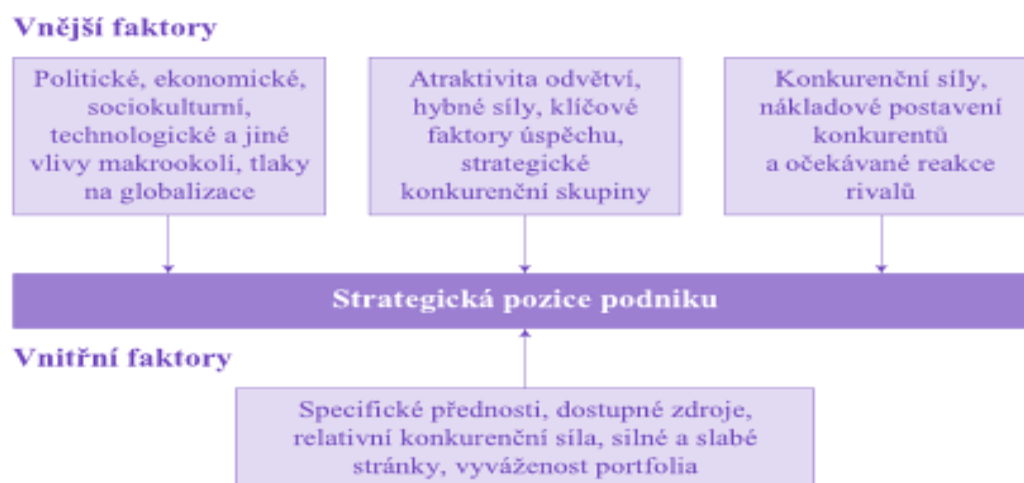 Vnější faktory
Politické, ekonomické,
sociokulturní,
technologické a jiné
vlivy makrookolí, tlaky
na globalizace
Atraktivita odvětví,
hybné síly, klíčové
faktory úspěchu,
strategické
konkurenční skupiny
Konkurenční síly,
nákladové postavení
konkurentů
a očekávané reakce
rivalů
Strategická pozice podniku
Vnitřní faktory
Specifické přednosti, dostupné zdroje,
relativní konkurenční síla, silné a slabé
stránky, vyváženost portfolia